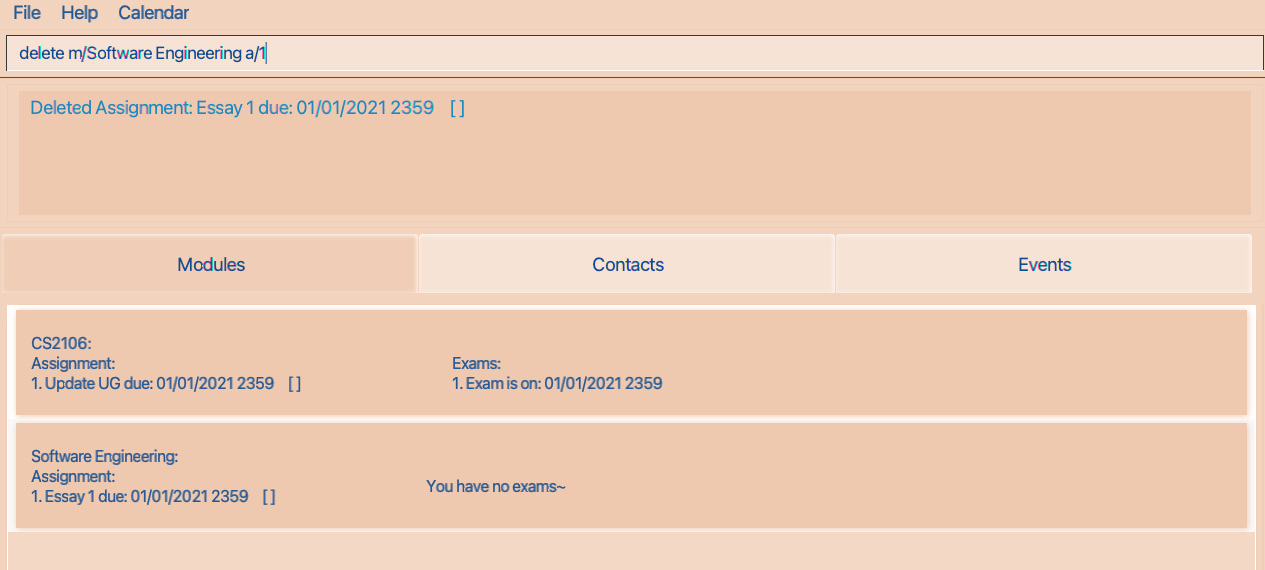 File Help Calendar
delete m/Software Engineering a/1
Deleted Assignment: Essay 1 due: 01/01/2021 2359 [ ]
Modules Contacts Events
CS2106:
Assignment:
1. Update UG due: 01/01/2021 2359 [ ]
Exams:
1. Exam is on: 01/01/2021 2359
Software Engineering:
Assignment:
1. Essay 1 due: 01/01/2021 2359 [ ]
You have no exams~